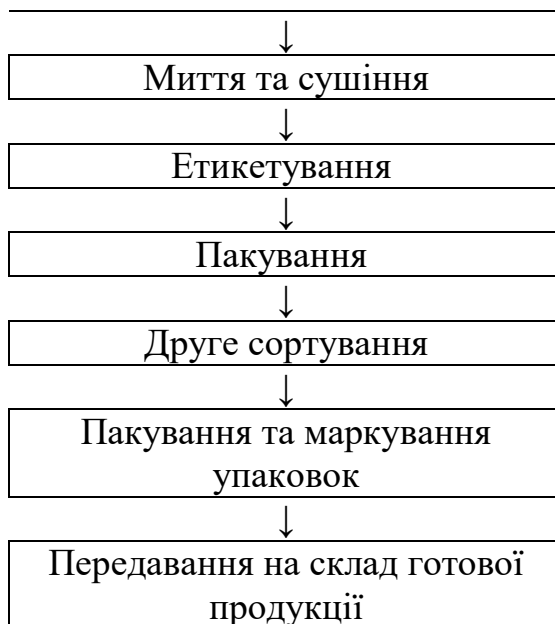 ↓
Миття та сушіння
↓
Етикетування
↓
Пакування
↓
Друге сортування
↓
Пакування та маркування
упаковок
↓
Передавання на склад готової
продукції